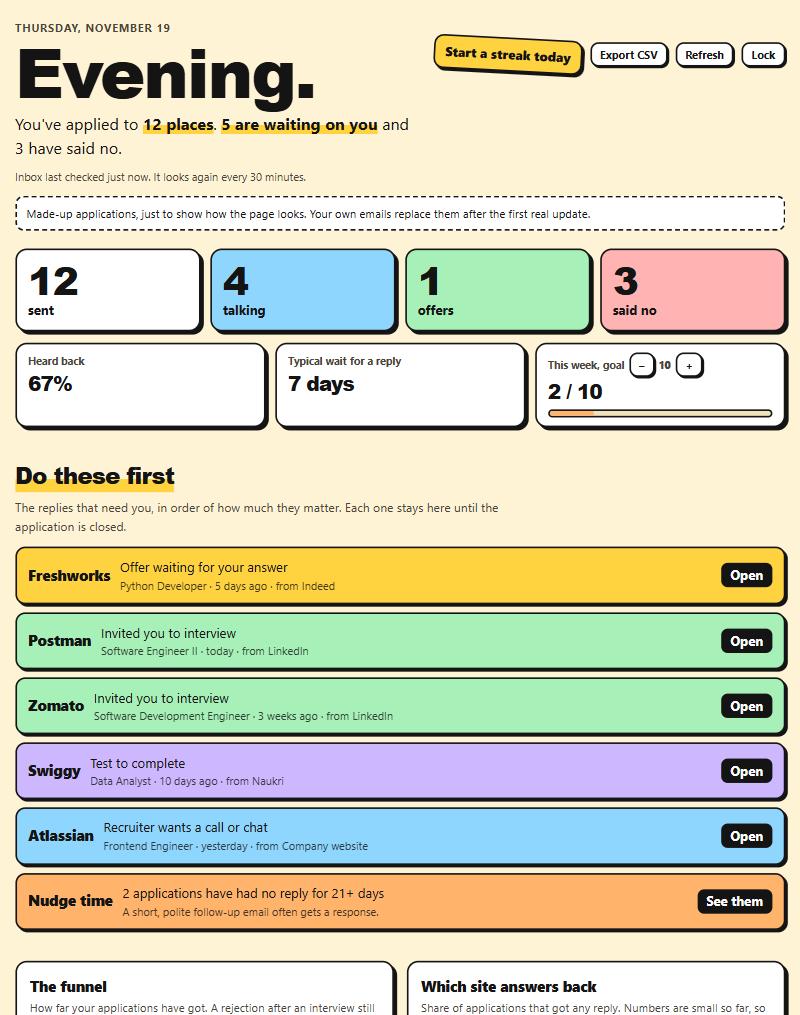 THURSDAY, NOVEMBER 19
Evening.
Start a streak today
Export CSV
Refresh
Lock
You've applied to 12 places. 5 are waiting on you and
3 have said no.
Inbox last checked just now. It looks again every 30 minutes.
Made-up applications, just to show how the page looks. Your own emails replace them after the first real update.
12
sent
4
talking
1
offers
3
said no
Heard back
67%
Typical wait for a reply
7 days
This week, goal − 10 +
2 / 10
Do these first
The replies that need you, in order of how much they matter. Each one stays here until the
application is closed.
Freshworks
Offer waiting for your answer
Python Developer · 5 days ago · from Indeed
Open
Postman
Invited you to interview
Software Engineer II · today · from LinkedIn
Open
Zomato
Invited you to interview
Software Development Engineer · 3 weeks ago · from LinkedIn
Open
Swiggy
Test to complete
Data Analyst · 10 days ago · from Naukri
Open
Atlassian
Recruiter wants a call or chat
Frontend Engineer · yesterday · from Company website
Open
Nudge time
2 applications have had no reply for 21+ days
A short, polite follow-up email often gets a response.
See them
The funnel
How far your applications have got. A rejection after an interview still
Which site answers back
Share of applications that got any reply. Numbers are small so far, so